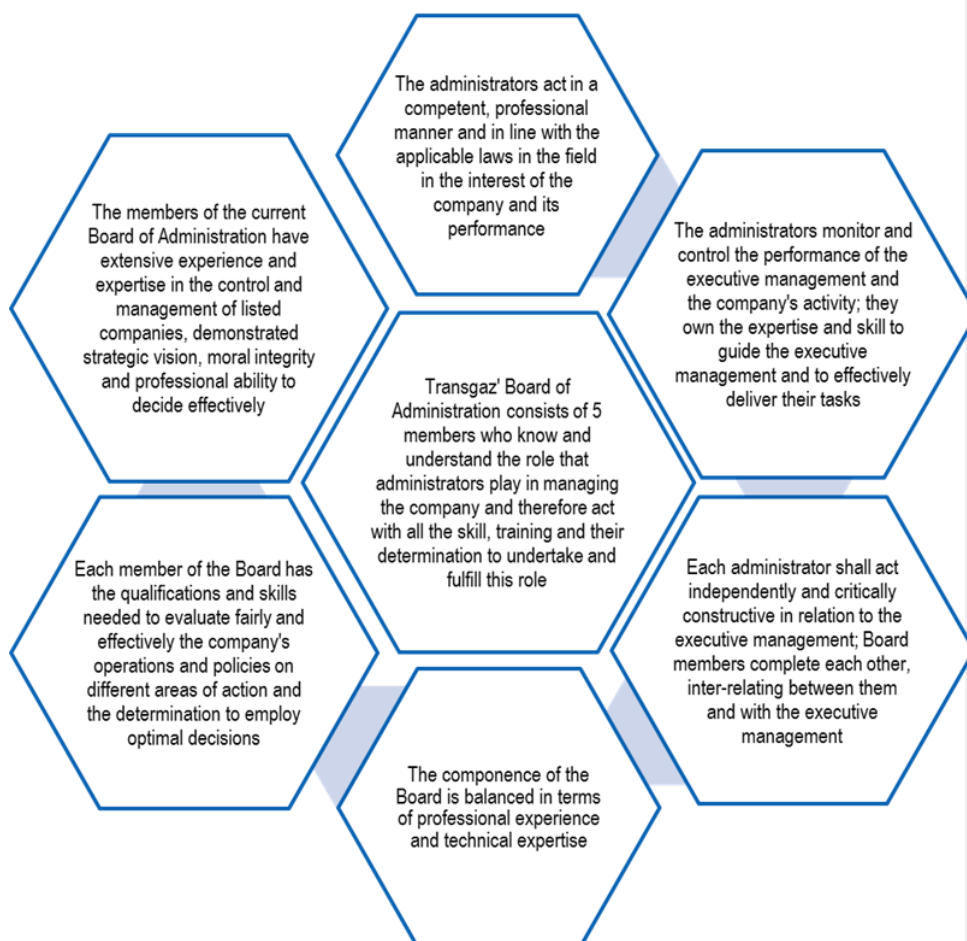 The administrators act in a
competent, professional
manner and in line with the
applicable laws in the field
in the interest of the
company and its
performance
The members of the current
Board of Administration have
extensive experience and
expertise in the control and
management of listed
companies, demonstrated
strategic vision, moral integrity
and professional ability to
decide effectively
The administrators monitor and
control the performance of the
executive management and
the company's activity; they
own the expertise and skill to
guide the executive
management and to effectively
deliver their tasks
Transgaz' Board of
Administration consists of 5
members who know and
understand the role that
administrators play in managing
the company and therefore act
with all the skill, training and their
determination to undertake and
fulfill this role
Each member of the Board has
the qualifications and skills
needed to evaluate fairly and
effectively the company's
operations and policies on
different areas of action and
the determination to employ
optimal decisions
Each administrator shall act
independently and critically
constructive in relation to the
executive management; Board
members complete each other,
inter-relating between them
and with the executive
management
The componence of the
Board is balanced in terms
of professional experience
and technical expertise